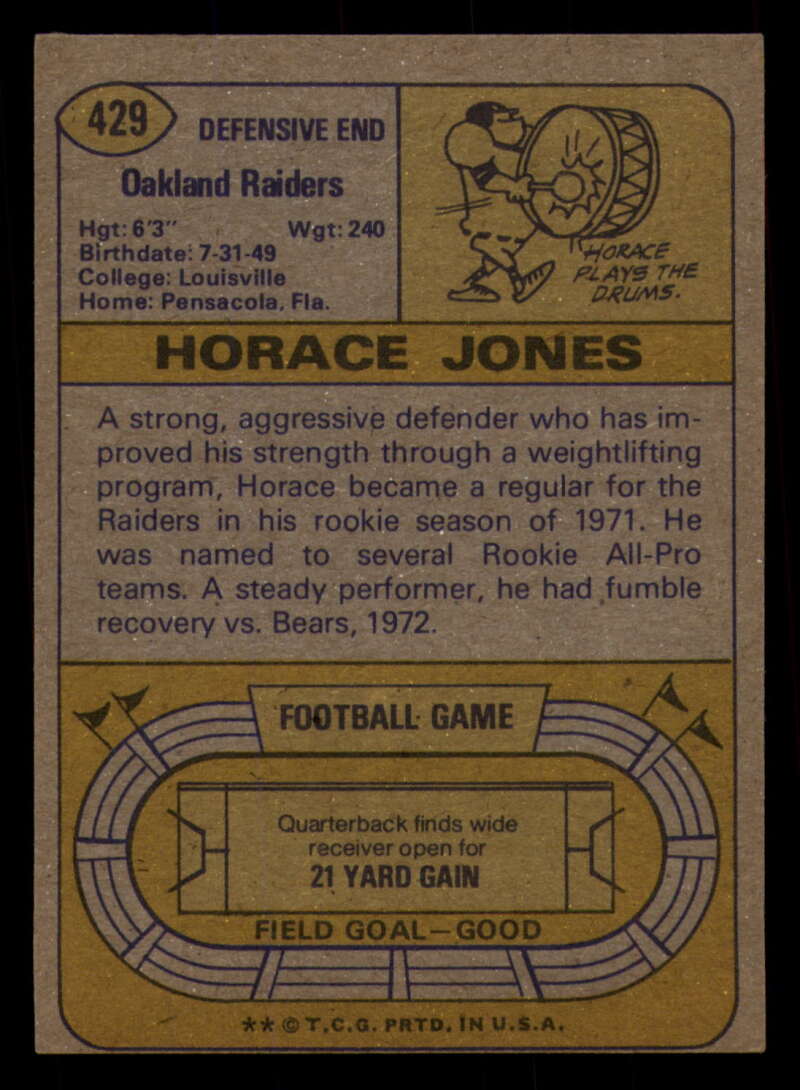 429
DEFENSIVE END
Oakland Raiders
Hgt: 6'3" Wgt: 240
Birthdate: 7-31-49
College: Louisville
Home: Pensacola, Fla.
HORACE
PLAYS THE
DRUMS.
HORACE JONES
A strong, aggressive defender who has im-
proved his strength through a weightlifting
program, Horace became a regular for the
Raiders in his rookie season of 1971. He
was named to several Rookie All-Pro
teams. A steady performer, he had fumble
recovery vs. Bears, 1972.
FOOTBALL GAME
Quarterback finds wide
receiver open for
21 YARD GAIN
FIELD GOAL—GOOD
** © T.C.G. PRTD. IN U.S.A.